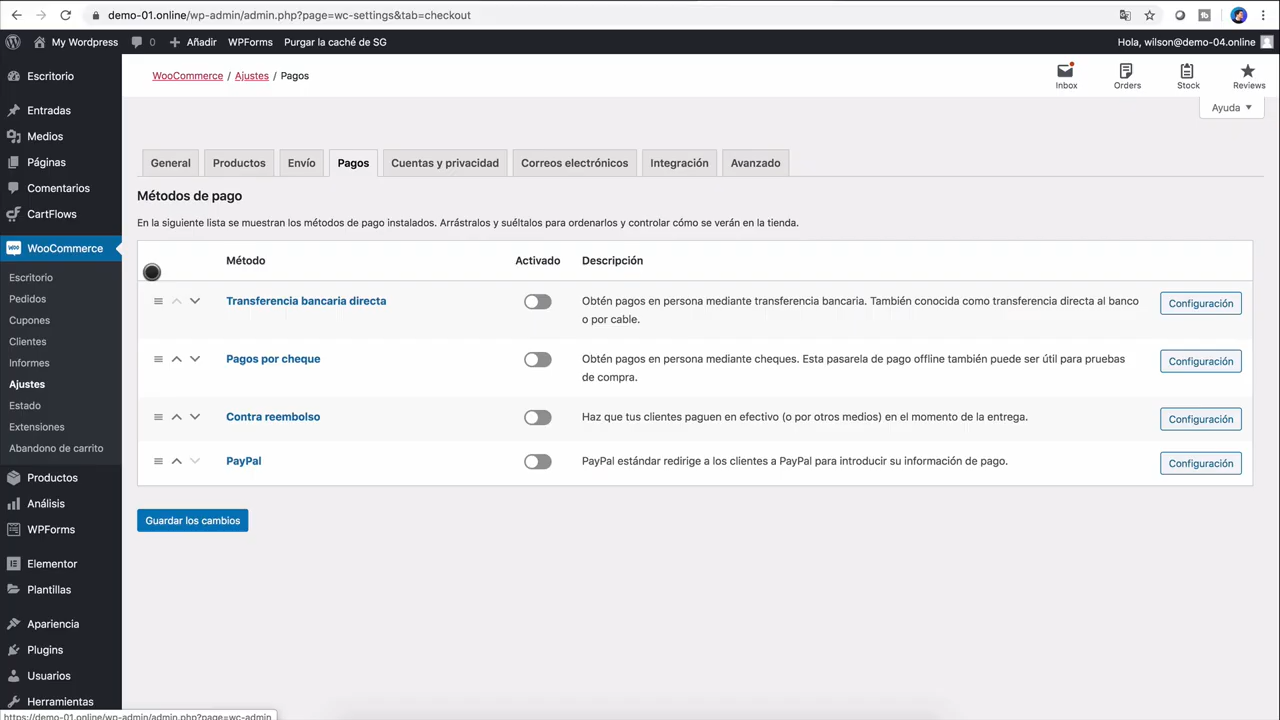 demo-01.online/wp-admin/admin.php?page=wc-settings&tab=checkout
My Wordpress
0
Añadir
WPForms
Purgar la caché de SG
Hola, wilson@demo-04.online
Escritorio
Entradas
Medios
Páginas
Comentarios
CartFlows
WooCommerce
Escritorio
Pedidos
Cupones
Clientes
Informes
Ajustes
Estado
Extensiones
Abandono de carrito
Productos
Análisis
WPForms
Elementor
Plantillas
Apariencia
Plugins
Usuarios
Herramientas
WooCommerce / Ajustes / Pagos
Inbox
Orders
Stock
Reviews
Ayuda
General
Productos
Envío
Pagos
Cuentas y privacidad
Correos electrónicos
Integración
Avanzado
Métodos de pago
En la siguiente lista se muestran los métodos de pago instalados. Arrástralos y suéltalos para ordenarlos y controlar cómo se verán en la tienda.
Método
Activado
Descripción
Transferencia bancaria directa
Obtén pagos en persona mediante transferencia bancaria. También conocida como transferencia directa al banco
o por cable.
Configuración
Pagos por cheque
Obtén pagos en persona mediante cheques. Esta pasarela de pago offline también puede ser útil para pruebas
de compra.
Configuración
Contra reembolso
Haz que tus clientes paguen en efectivo (o por otros medios) en el momento de la entrega.
Configuración
PayPal
PayPal estándar redirige a los clientes a PayPal para introducir su información de pago.
Configuración
Guardar los cambios
https://demo-01.online/wp-admin/admin.php?page=wc-admin